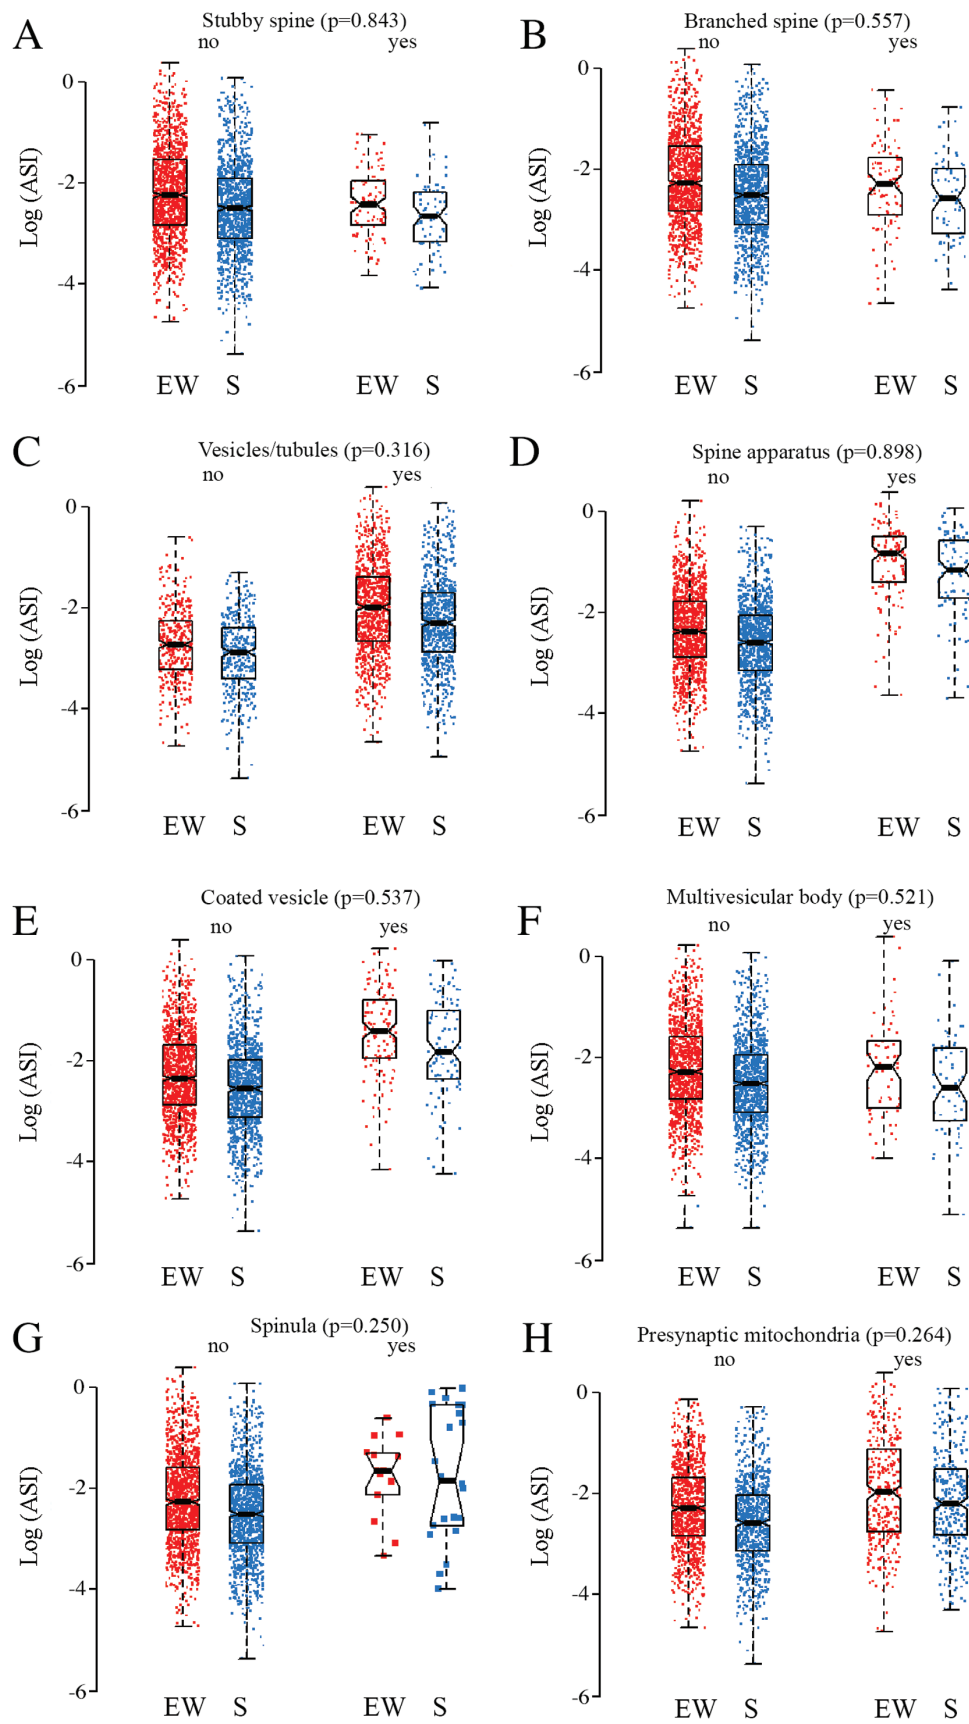 A
Stubby spine (p=0.843)
no yes
Log (ASI)
0
-2
-4
-6
EW S EW S
B
Branched spine (p=0.557)
no yes
Log (ASI)
0
-2
-4
-6
EW S EW S
C
Vesicles/tubules (p=0.316)
no yes
Log (ASI)
0
-2
-4
-6
EW S EW S
D
Spine apparatus (p=0.898)
no yes
Log (ASI)
0
-2
-4
-6
EW S EW S
E
Coated vesicle (p=0.537)
no yes
Log (ASI)
0
-2
-4
-6
EW S EW S
F
Multivesicular body (p=0.521)
no yes
Log (ASI)
0
-2
-4
-6
EW S EW S
G
Spinula (p=0.250)
no yes
Log (ASI)
0
-2
-4
-6
EW S EW S
H
Presynaptic mitochondria (p=0.264)
no yes
Log (ASI)
0
-2
-4
-6
EW S EW S